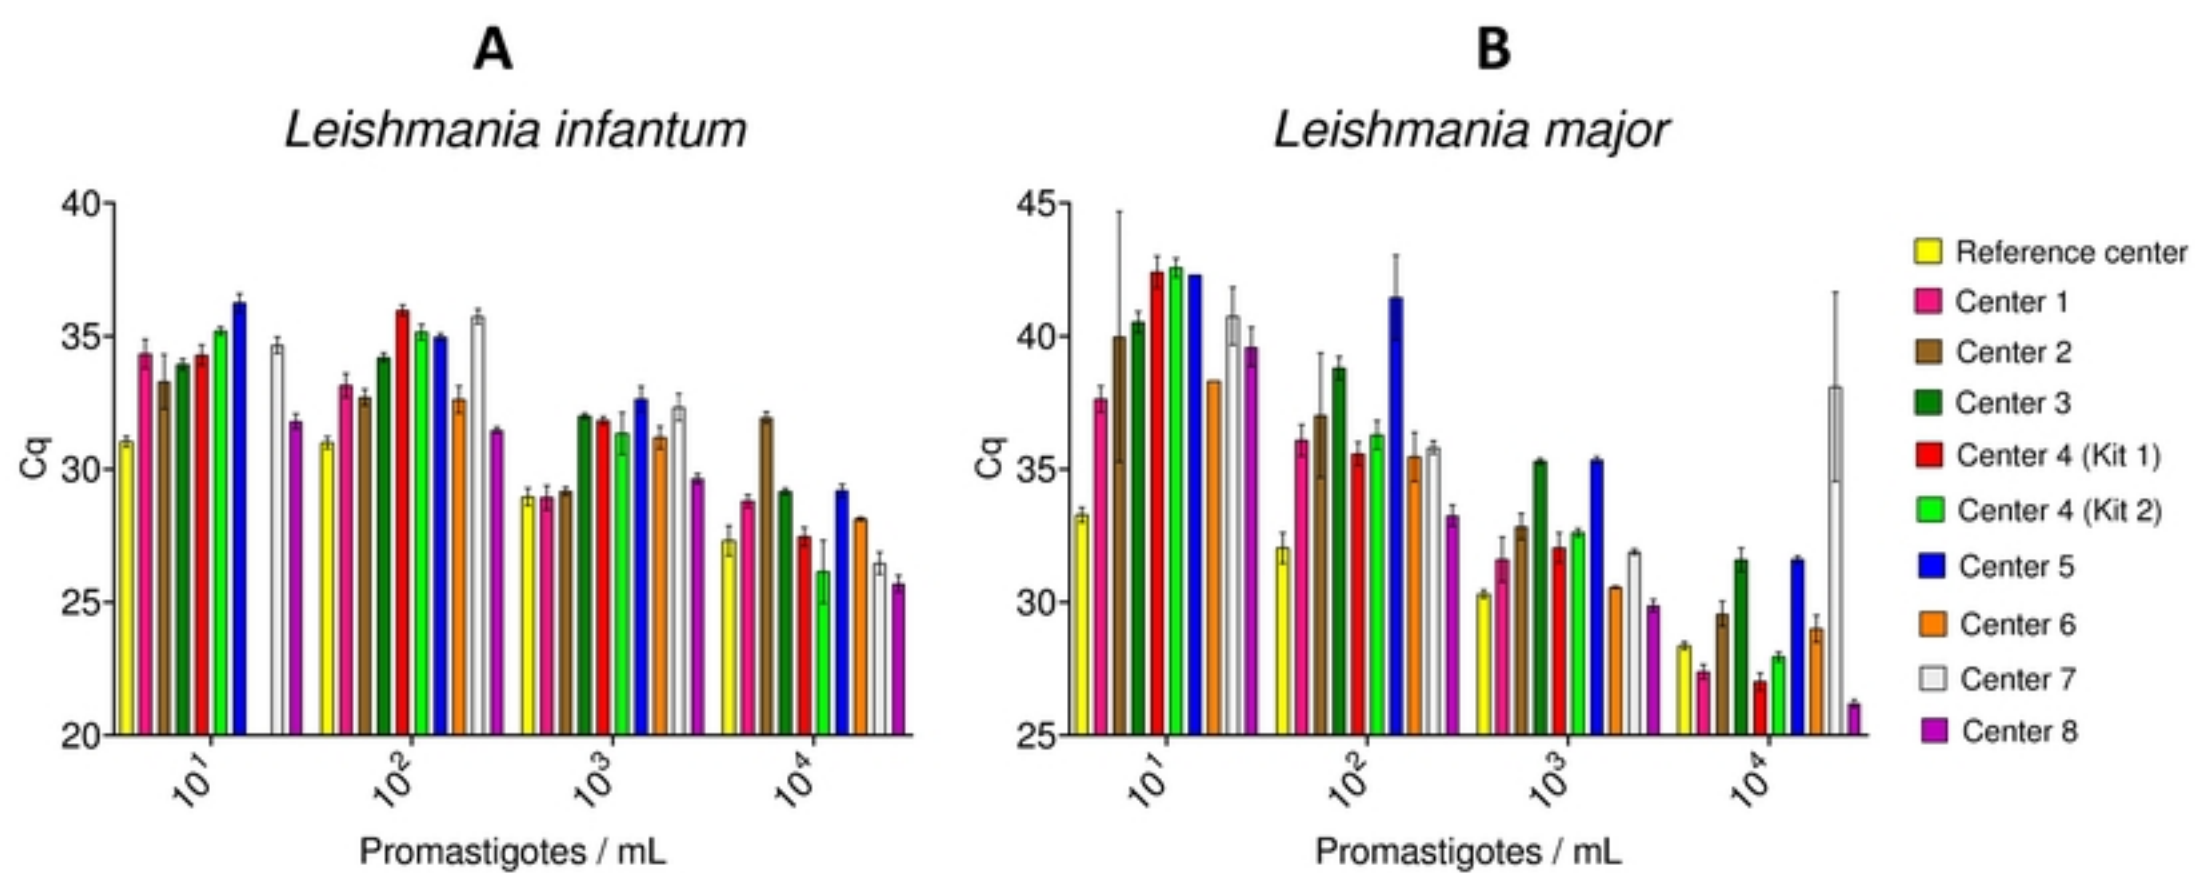 A
Leishmania infantum
40
35
30
25
20
Cq
10¹
10²
10³
10⁴
Promastigotes / mL
B
Leishmania major
45
40
35
30
25
Cq
10¹
10²
10³
10⁴
Promastigotes / mL
Reference center
Center 1
Center 2
Center 3
Center 4 (Kit 1)
Center 4 (Kit 2)
Center 5
Center 6
Center 7
Center 8